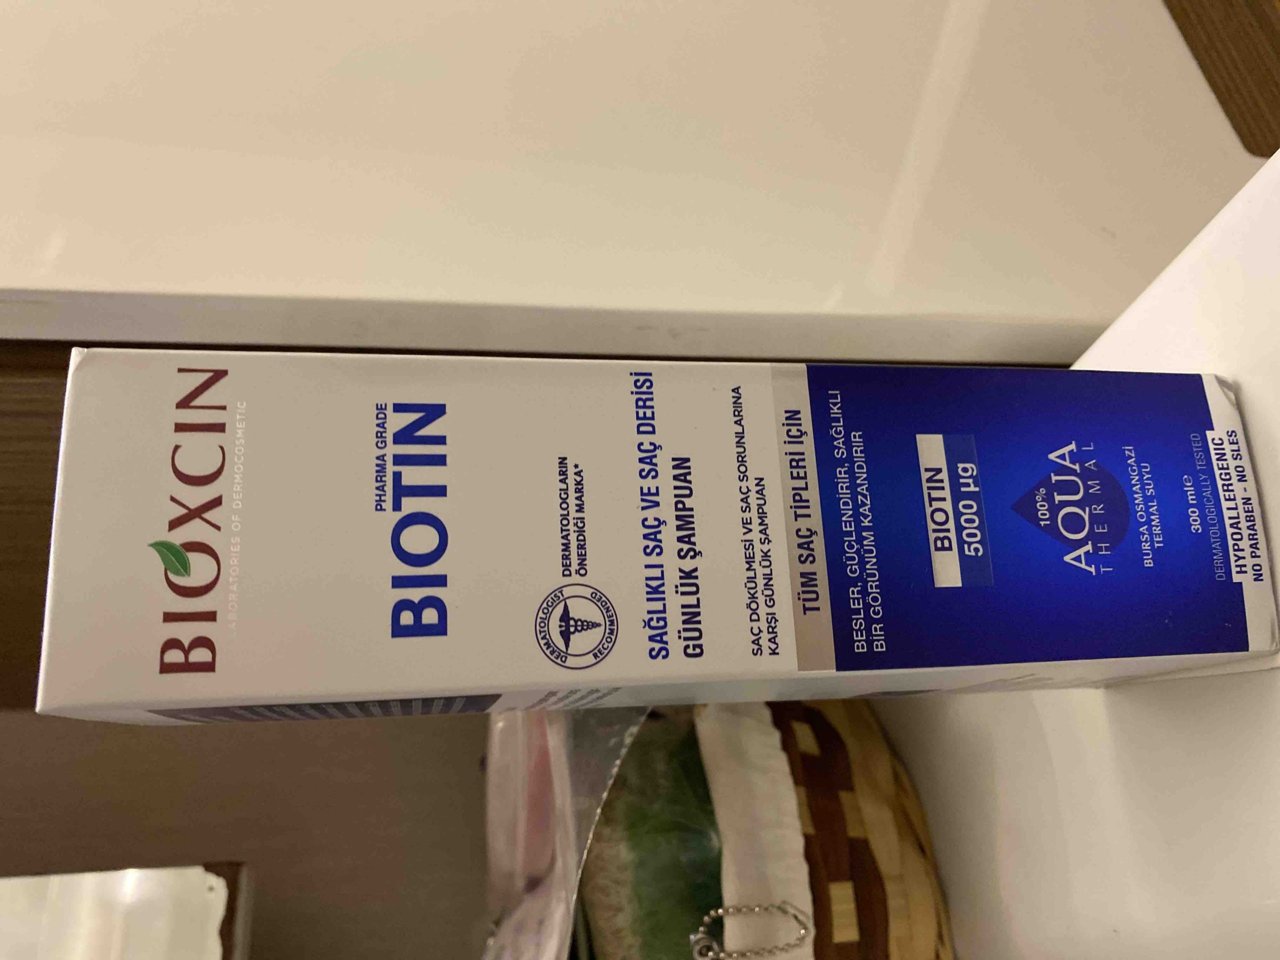 BIOXCIN
LABORATORIES OF DERMOCOSMETIC
PHARMA GRADE
BIOTIN
DERMATOLOGIST
RECOMMENDED
DERMATOLOGLARIN
ÖNERDİĞİ MARKA*
SAĞLIKLI SAÇ VE SAÇ DERİSİ
GÜNLÜK ŞAMPUAN
SAÇ DÖKÜLMESİ VE SAÇ SORUNLARINA
KARŞI GÜNLÜK ŞAMPUAN
TÜM SAÇ TİPLERİ İÇİN
BESLER, GÜÇLENDİRİR, SAĞLIKLI
BİR GÖRÜNÜM KAZANDIRIR
BIOTIN
5000 µg
100%
AQUA
THERMAL
BURSA OSMANGAZİ
TERMAL SUYU
300 ml℮
DERMATOLOGICALLY TESTED
HYPOALLERGENIC
NO PARABEN - NO SLES